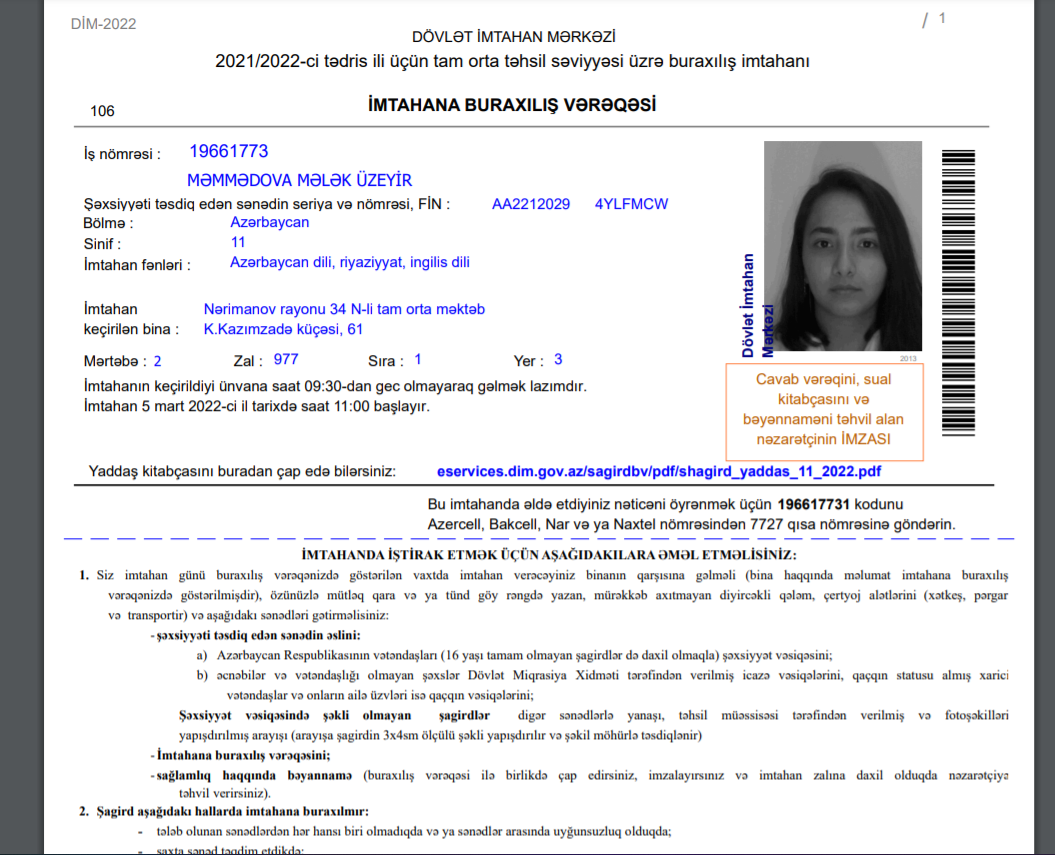 DİM-2022
/ 1
DÖVLƏT İMTAHAN MƏRKƏZİ
2021/2022-ci tədris ili üçün tam orta təhsil səviyyəsi üzrə buraxılış imtahanı
106
İMTAHANA BURAXILIŞ VƏRƏQƏSİ
İş nömrəsi : 19661773
MƏMMƏDOVA MƏLƏK ÜZEYİR
Şəxsiyyəti təsdiq edən sənədin seriya və nömrəsi, FİN : AA2212029 4YLFMCW
Bölmə : Azərbaycan
Sinif : 11
İmtahan fənləri : Azərbaycan dili, riyaziyyat, ingilis dili
İmtahan Nərimanov rayonu 34 N-li tam orta məktəb
keçirilən bina : K.Kazımzadə küçəsi, 61
Mərtəbə : 2 Zal : 977 Sıra : 1 Yer : 3
İmtahanın keçirildiyi ünvana saat 09:30-dan gec olmayaraq gəlmək lazımdır.
İmtahan 5 mart 2022-ci il tarixdə saat 11:00 başlayır.
Dövlət İmtahan
Mərkəzi
2013
Cavab vərəqini, sual
kitabçasını və
bəyənnaməni təhvil alan
nəzarətçinin İMZASI
Yaddaş kitabçasını buradan çap edə bilərsiniz: eservices.dim.gov.az/sagirdbv/pdf/shagird_yaddas_11_2022.pdf
Bu imtahanda əldə etdiyiniz nəticəni öyrənmək üçün 196617731 kodunu
Azercell, Bakcell, Nar və ya Naxtel nömrəsindən 7727 qısa nömrəsinə göndərin.
İMTAHANDA İŞTİRAK ETMƏK ÜÇÜN AŞAĞIDAKILARA ƏMƏL ETMƏLİSİNİZ:
1. Siz imtahan günü buraxılış vərəqənizdə göstərilən vaxtda imtahan verəcəyiniz binanın qarşısına gəlməli (bina haqqında məlumat imtahana buraxılış
vərəqənizdə göstərilmişdir), özünüzlə mütləq qara və ya tünd göy rəngdə yazan, mürəkkəb axıtmayan diyircəkli qələm, çertyoj alətlərini (xətkeş, pərgar
və transportir) və aşağıdakı sənədləri gətirməlisiniz:
- şəxsiyyəti təsdiq edən sənədin əslini:
a) Azərbaycan Respublikasının vətəndaşları (16 yaşı tamam olmayan şagirdlər də daxil olmaqla) şəxsiyyət vəsiqəsini;
b) əcnəbilər və vətəndaşlığı olmayan şəxslər Dövlət Miqrasiya Xidməti tərəfindən verilmiş icazə vəsiqələrini, qaçqın statusu almış xarici
vətəndaşlar və onların ailə üzvləri isə qaçqın vəsiqələrini;
Şəxsiyyət vəsiqəsində şəkli olmayan şagirdlər digər sənədlərlə yanaşı, təhsil müəssisəsi tərəfindən verilmiş və fotoşəkilləri
yapışdırılmış arayışı (arayışa şagirdin 3x4sm ölçülü şəkli yapışdırılır və şəkil möhürlə təsdiqlənir)
- İmtahana buraxılış vərəqəsini;
- sağlamlıq haqqında bəyannamə (buraxılış vərəqəsi ilə birlikdə çap edirsiniz, imzalayırsınız və imtahan zalına daxil olduqda nəzarətçiyə
təhvil verirsiniz).
2. Şagird aşağıdakı hallarda imtahana buraxılmır:
- tələb olunan sənədlərdən hər hansı biri olmadıqda və ya sənədlər arasında uyğunsuzluq olduqda;
- saxta sənəd təqdim etdikdə;